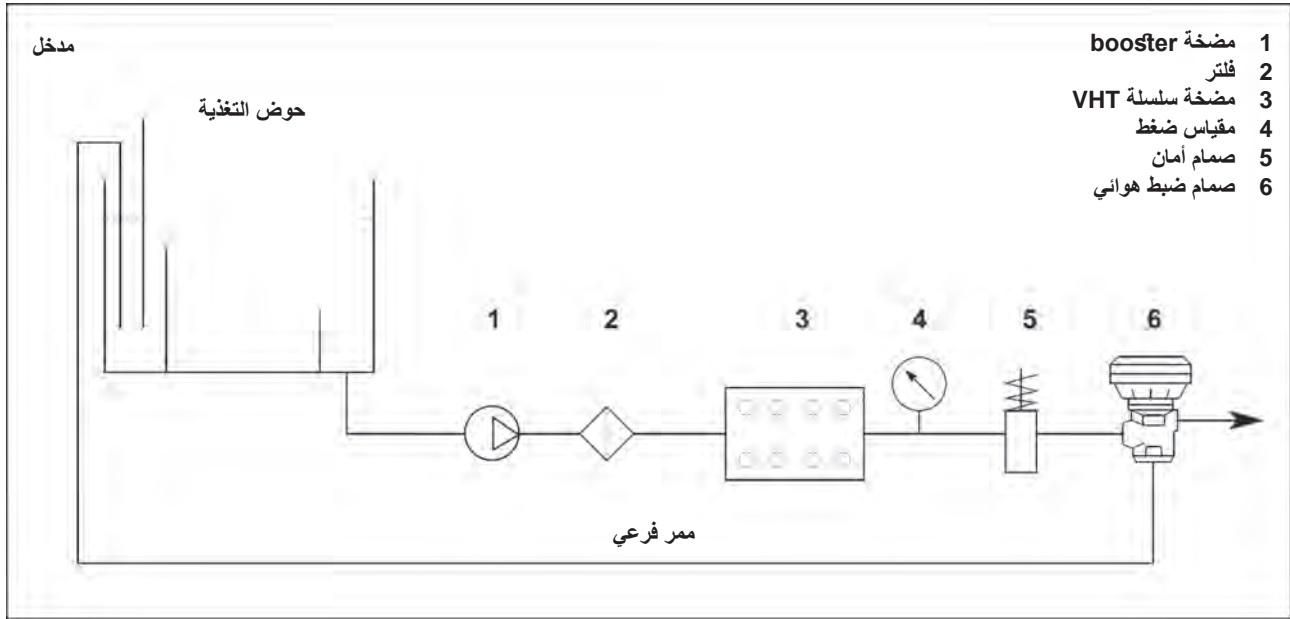 1 مضخة booster
2 فلتر
3 مضخة سلسلة VHT
4 مقياس ضغط
5 صمام أمان
6 صمام ضبط هوائي
مدخل
حوض التغذية
1 2 3 4 5 6
ممر فرعي